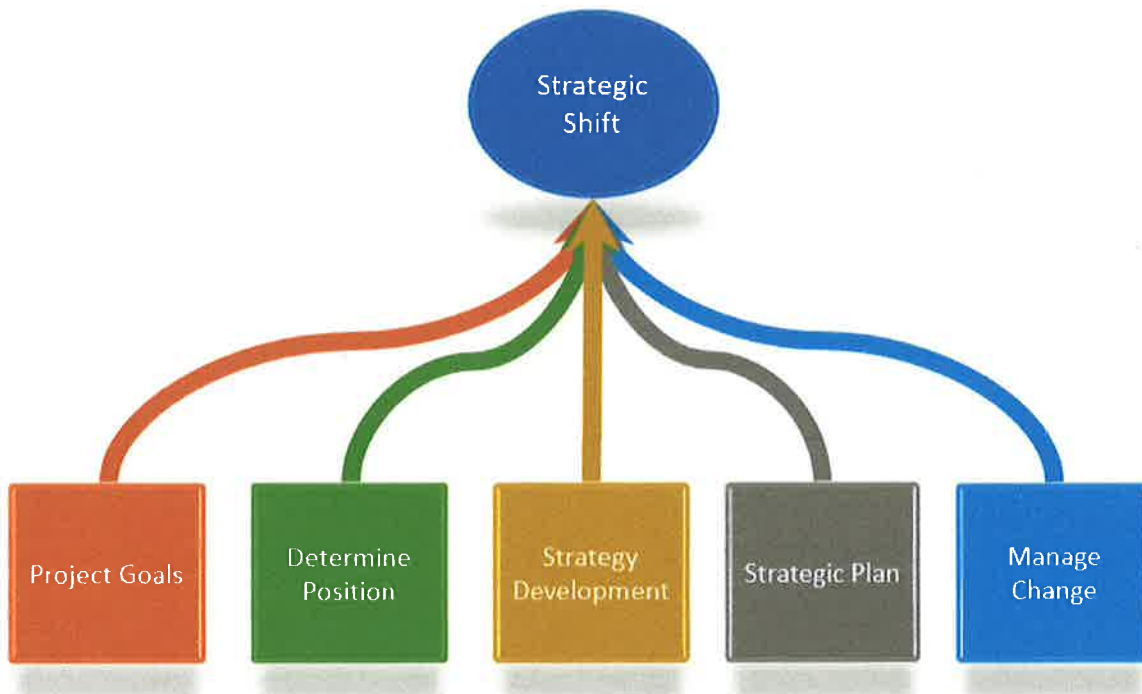 Strategic
Shift
Project Goals
Determine
Position
Strategy
Development
Strategic Plan
Manage
Change